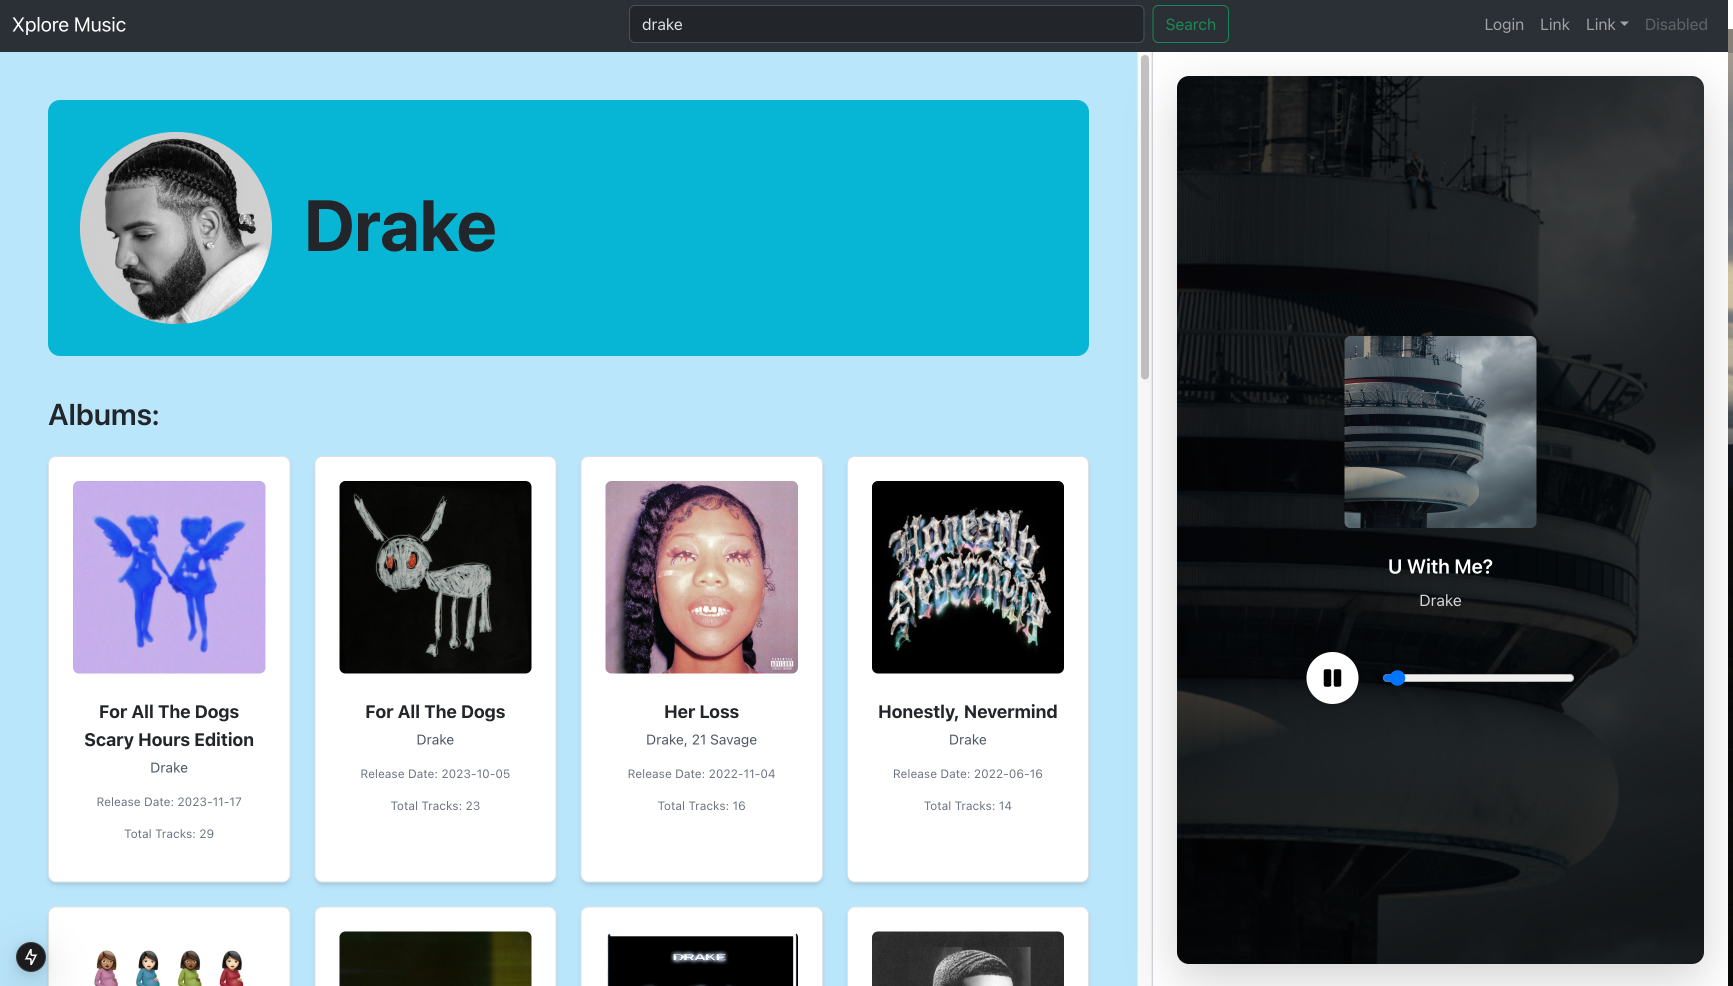 Xplore Music
drake
Search
Login
Link
Link
Disabled
Drake
Albums:
For All The Dogs
Scary Hours Edition
Drake
Release Date: 2023-11-17
Total Tracks: 29
For All The Dogs
Drake
Release Date: 2023-10-05
Total Tracks: 23
Her Loss
Drake, 21 Savage
Release Date: 2022-11-04
Total Tracks: 16
Honestly
Nevermind
Honestly, Nevermind
Drake
Release Date: 2022-06-16
Total Tracks: 14
DRAKE
U With Me?
Drake